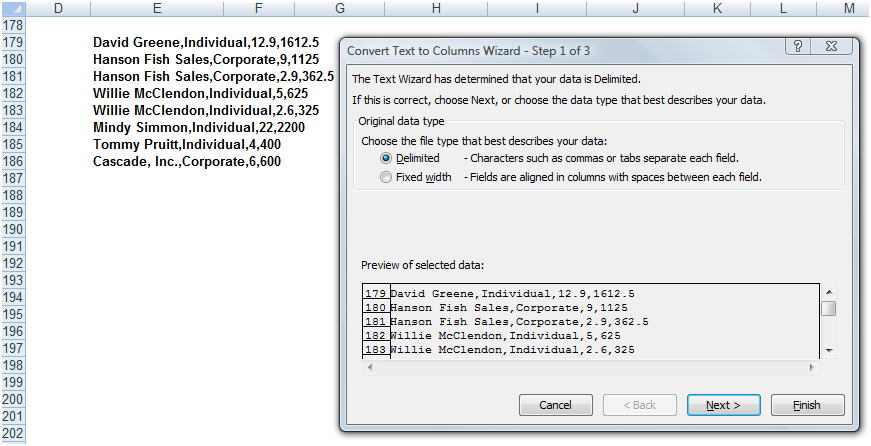 D E F G H I J K L M
178
179 David Greene,Individual,12.9,1612.5
180 Hanson Fish Sales,Corporate,9,1125
181 Hanson Fish Sales,Corporate,2.9,362.5
182 Willie McClendon,Individual,5,625
183 Willie McClendon,Individual,2.6,325
184 Mindy Simmon,Individual,22,2200
185 Tommy Pruitt,Individual,4,400
186 Cascade, Inc.,Corporate,6,600
187
188
189
190
191
192
193
194
195
196
197
198
199
200
201
202
Convert Text to Columns Wizard - Step 1 of 3
The Text Wizard has determined that your data is Delimited.
If this is correct, choose Next, or choose the data type that best describes your data.
Original data type
Choose the file type that best describes your data:
Delimited - Characters such as commas or tabs separate each field.
Fixed width - Fields are aligned in columns with spaces between each field.
Preview of selected data:
179 David Greene,Individual,12.9,1612.5
180 Hanson Fish Sales,Corporate,9,1125
181 Hanson Fish Sales,Corporate,2.9,362.5
182 Willie McClendon,Individual,5,625
183 Willie McClendon,Individual,2.6,325
Cancel < Back Next > Finish